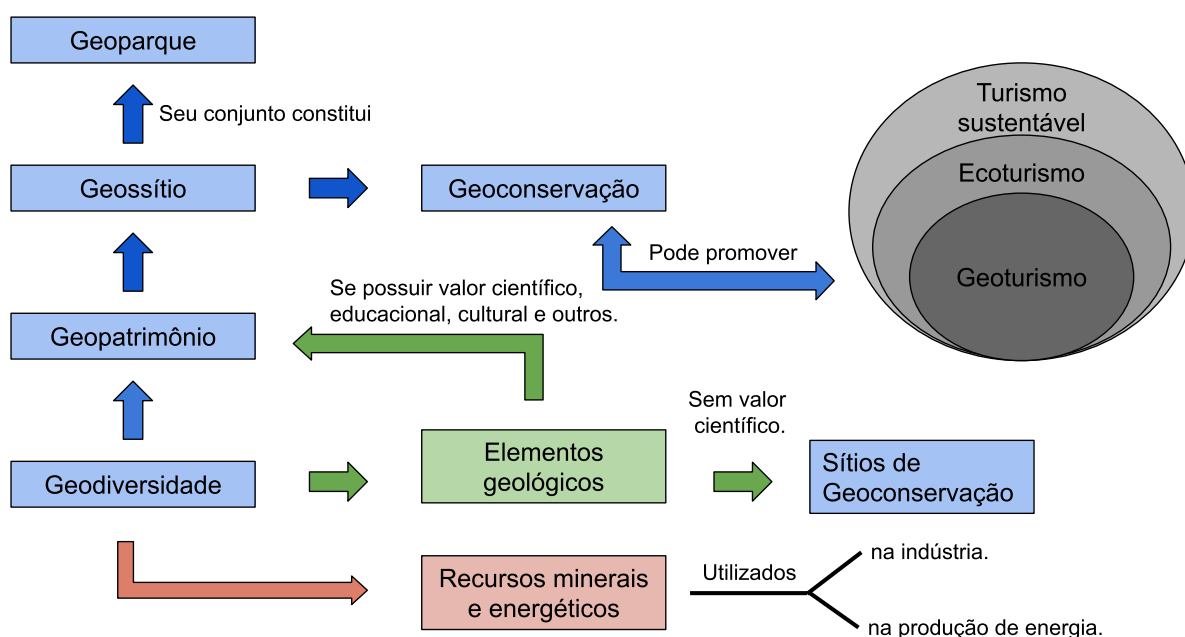 Geoparque
Seu conjunto constitui
Turismo
sustentável
Geossítio
Geoconservação
Ecoturismo
Pode promover
Geoturismo
Se possuir valor científico,
educacional, cultural e outros.
Geopatrimônio
Sem valor
científico.
Geodiversidade
Elementos
geológicos
Sítios de
Geoconservação
Recursos minerais
e energéticos
Utilizados
na indústria.
na produção de energia.